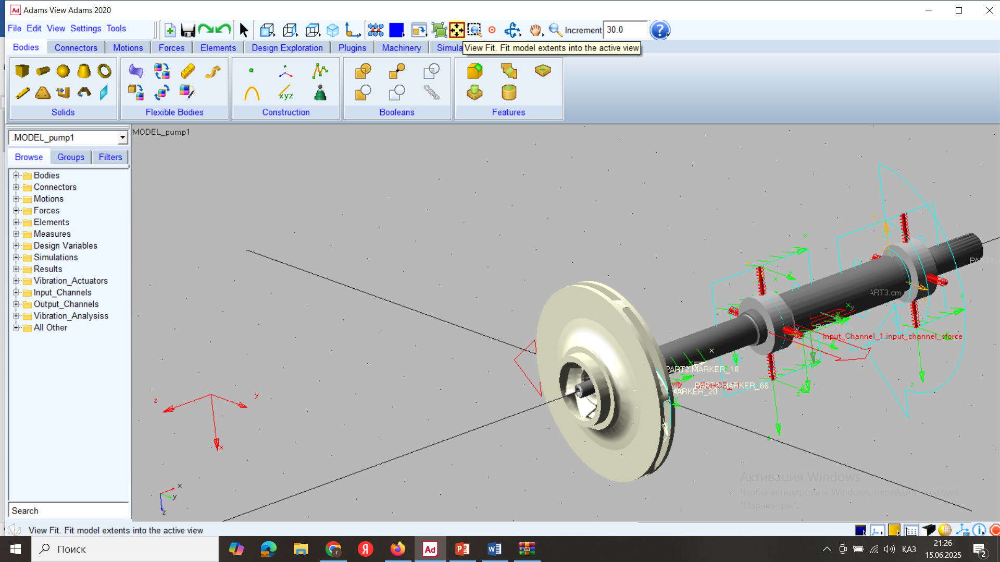 Adams View Adams 2020
File Edit View Settings Tools
Increment 30.0
Bodies Connectors Motions Forces Elements Design Exploration Plugins Machinery Simula
View Fit. Fit model extents into the active view
Solids Flexible Bodies Construction Booleans Features
.MODEL_pump1
MODEL_pump1
Browse Groups Filters
Bodies
Connectors
Motions
Forces
Elements
Measures
Design Variables
Simulations
Results
Vibration_Actuators
Input_Channels
Output_Channels
Vibration_Analysiss
All Other
ART3.cm
Input_Channel_1.input_channel_sforce
PART2.MARKER_18
MARKER_68
MARKER_20
Активация Windows
Чтобы активировать Windows, перейдите в раздел
"Параметры".
Search
View Fit. Fit model extents into the active view
Поиск
ҚАЗ
21:26
15.06.2025
2